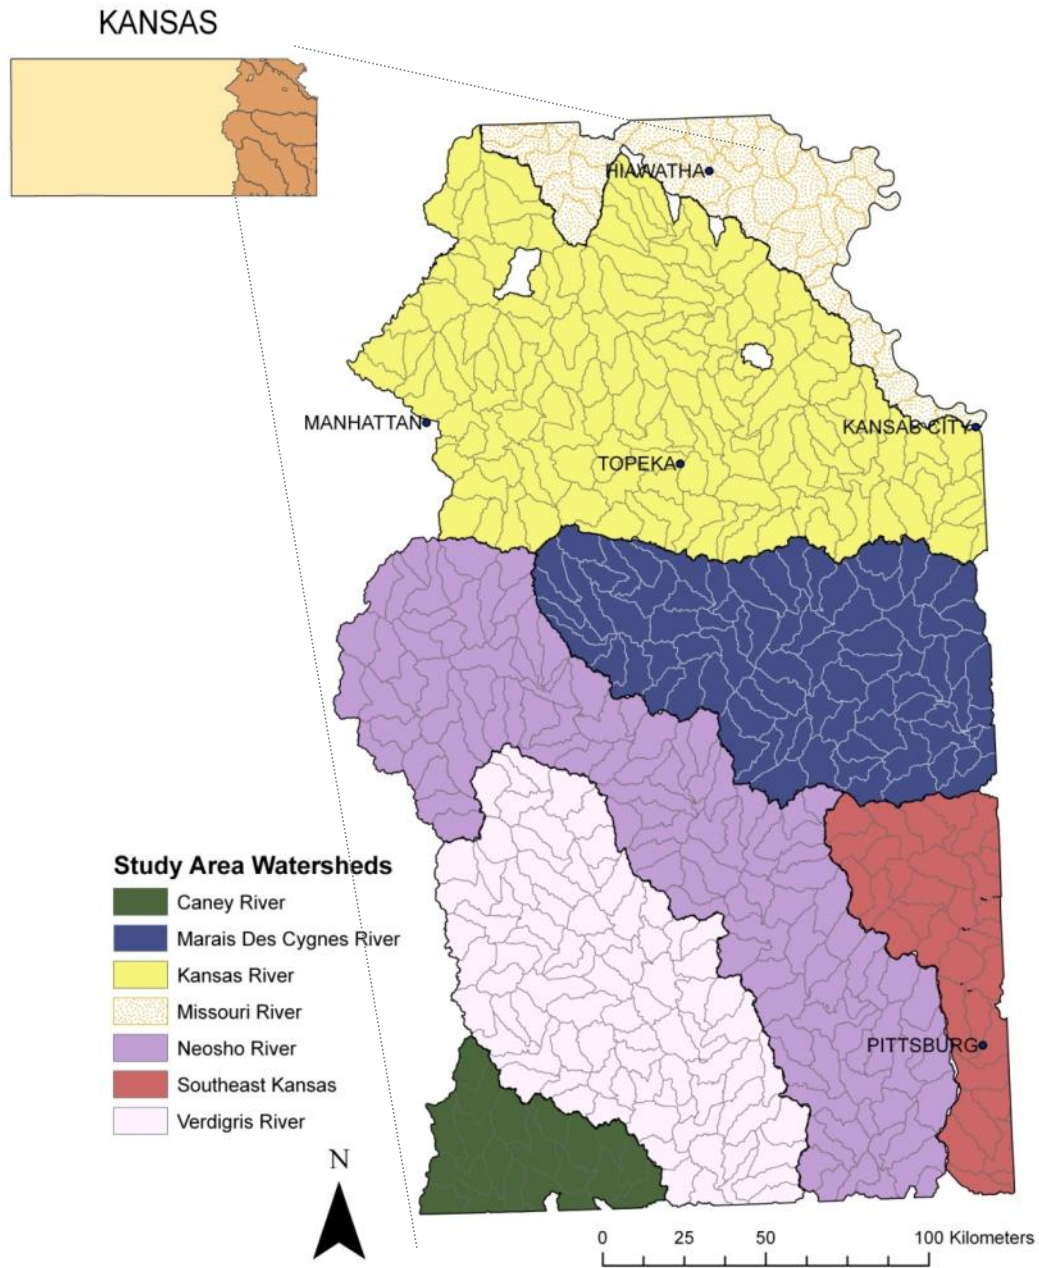 KANSAS
HIAWATHA
MANHATTAN
KANSAS CITY
TOPEKA
Study Area Watersheds
Caney River
Marais Des Cygnes River
Kansas River
Missouri River
Neosho River
Southeast Kansas
Verdigris River
PITTSBURG
N
0 25 50 100 Kilometers